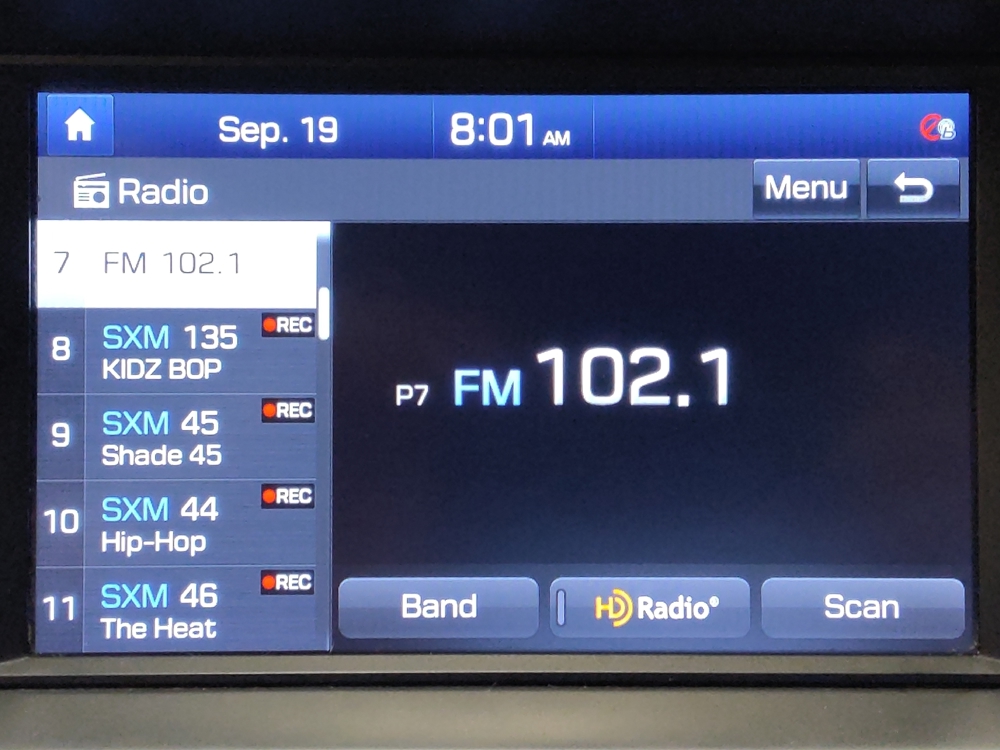 Sep. 19
8:01 AM
Radio
Menu
7 FM 102.1
8 SXM 135 REC
KIDZ BOP
9 SXM 45 REC
Shade 45
10 SXM 44 REC
Hip-Hop
11 SXM 46 REC
The Heat
P7 FM 102.1
Band
HD Radio®
Scan